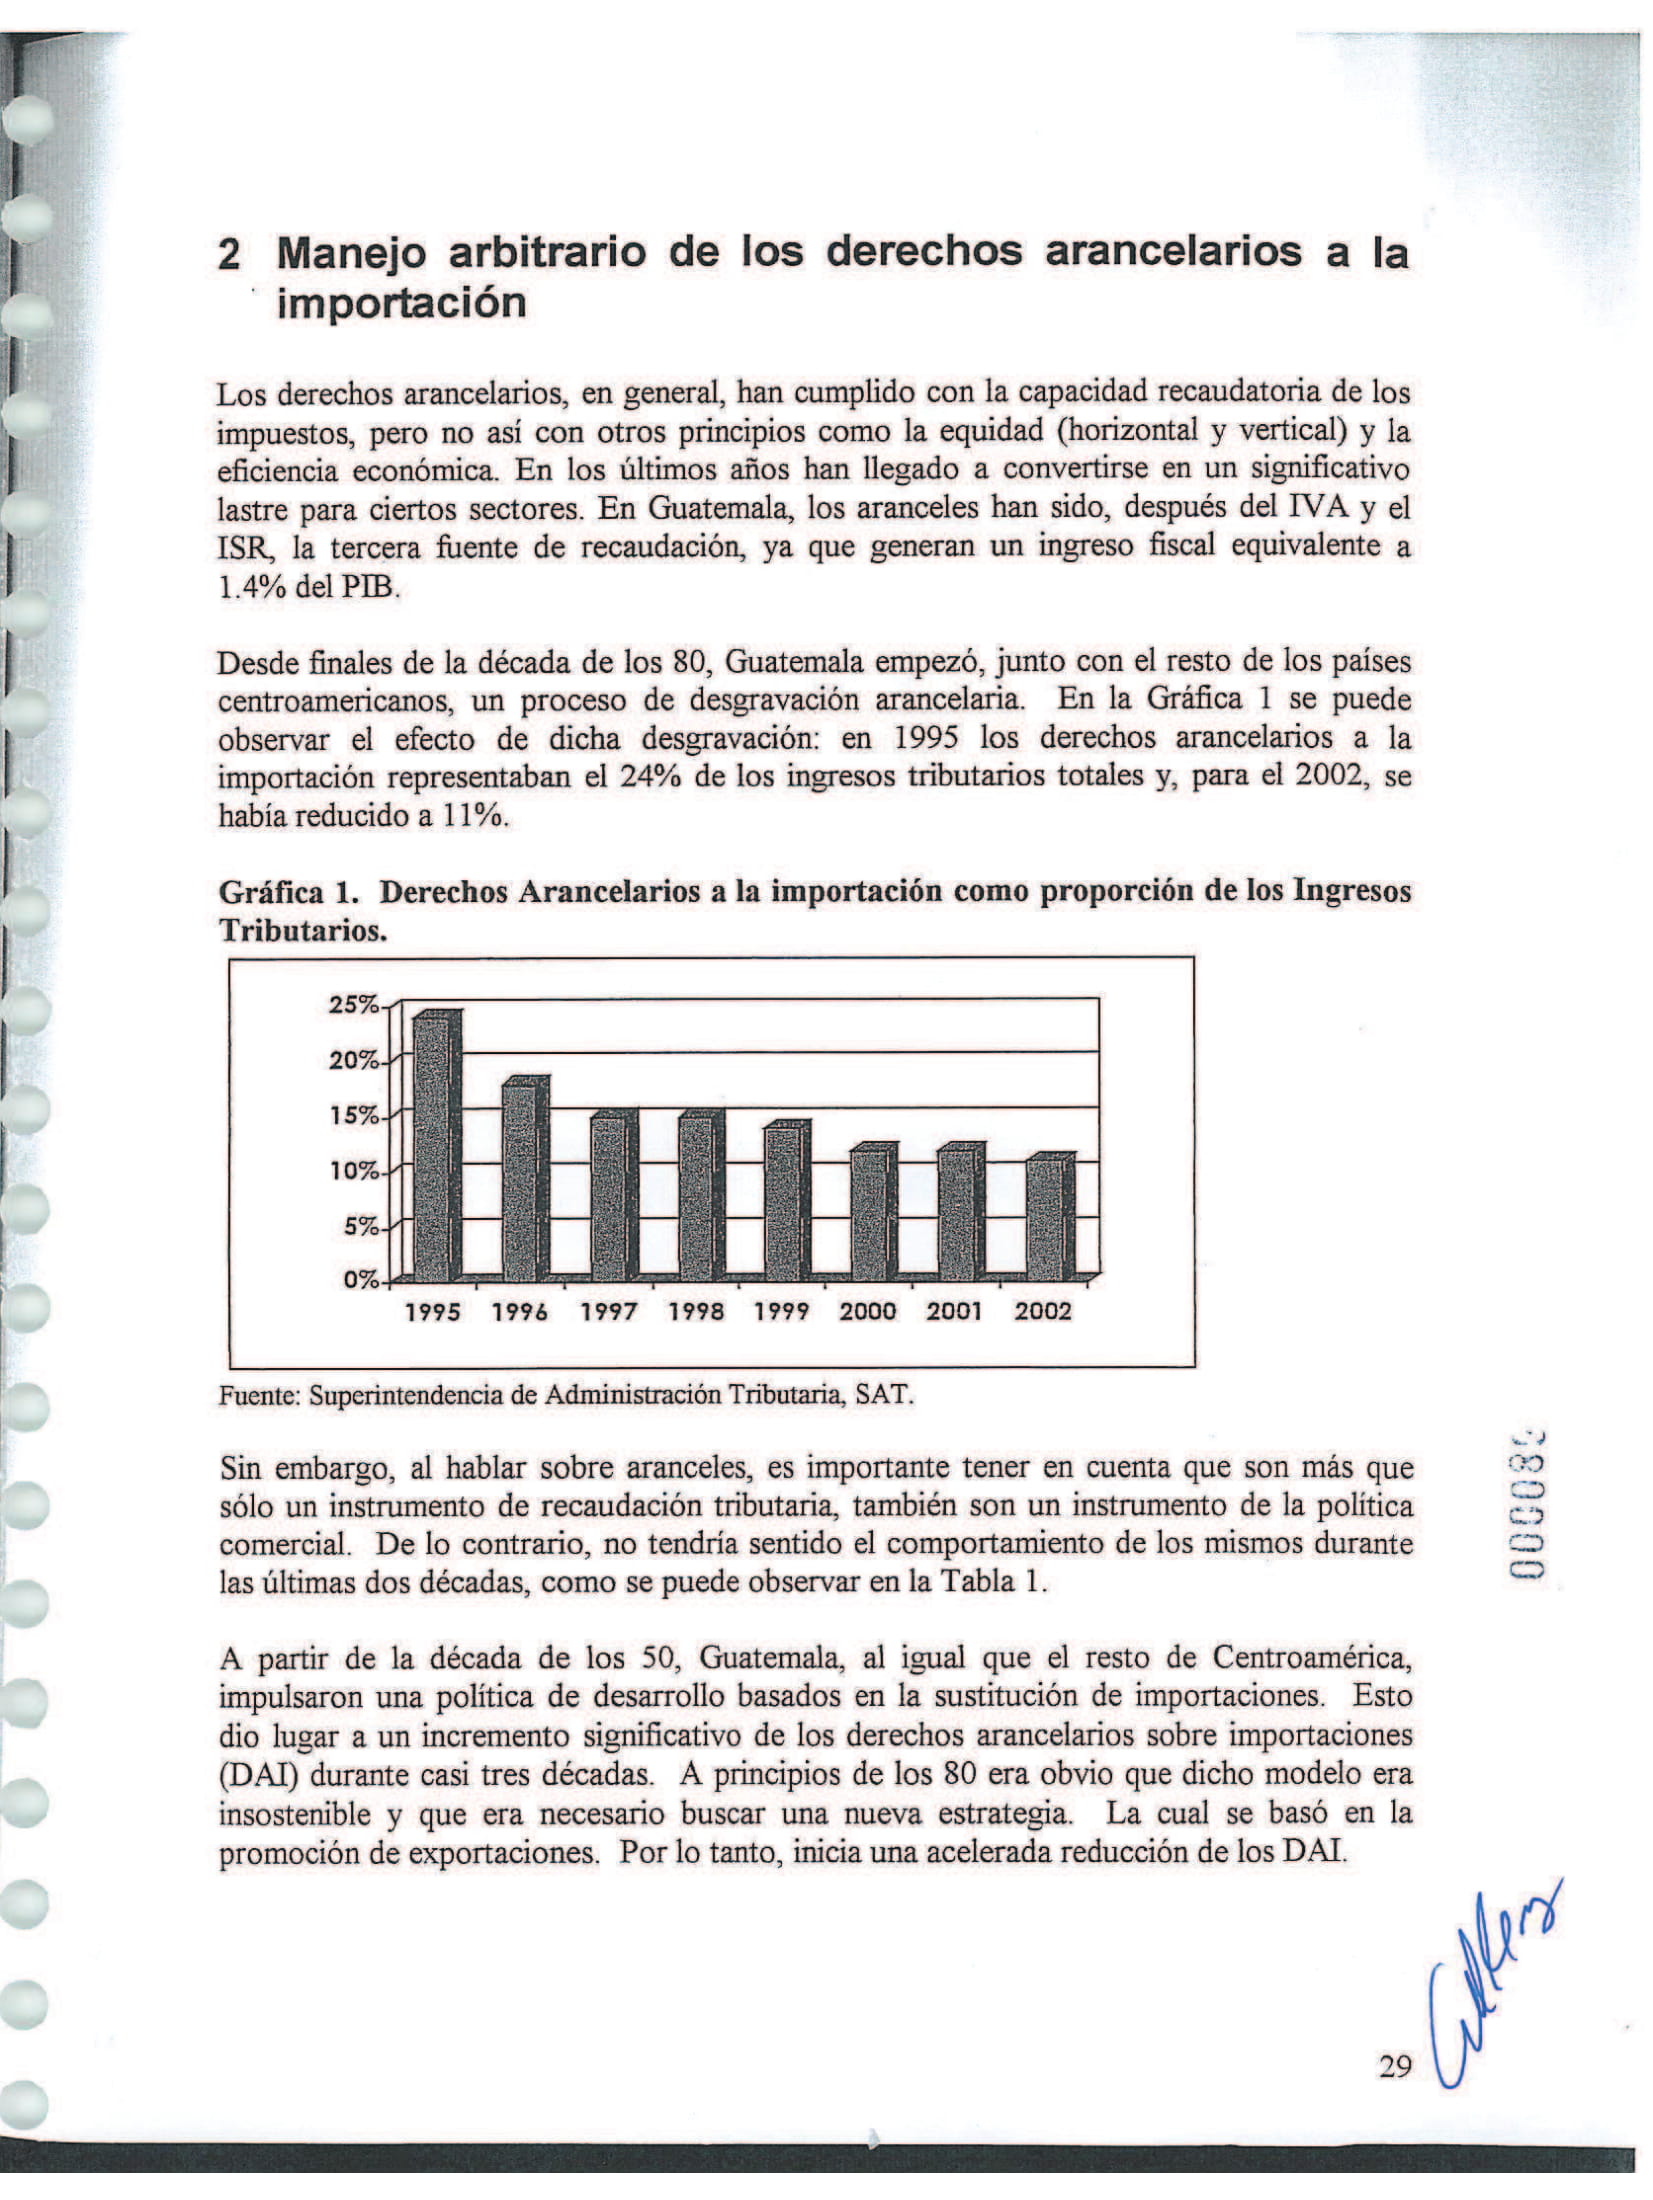 2 Manejo arbitrario de los derechos arancelarios a la
importación
Los derechos arancelarios, en general, han cumplido con la capacidad recaudatoria de los
impuestos, pero no así con otros principios como la equidad (horizontal y vertical) y la
eficiencia económica. En los últimos años han llegado a convertirse en un significativo
lastre para ciertos sectores. En Guatemala, los aranceles han sido, después del IVA y el
ISR, la tercera fuente de recaudación, ya que generan un ingreso fiscal equivalente a
1.4% del PIB.
Desde finales de la década de los 80, Guatemala empezó, junto con el resto de los países
centroamericanos, un proceso de desgravación arancelaria. En la Gráfica 1 se puede
observar el efecto de dicha desgravación: en 1995 los derechos arancelarios a la
importación representaban el 24% de los ingresos tributarios totales y, para el 2002, se
había reducido a 11%.
Gráfica 1. Derechos Arancelarios a la importación como proporción de los Ingresos
Tributarios.
25%
20%
15%
10%
5%
0%
1995 1996 1997 1998 1999 2000 2001 2002
Fuente: Superintendencia de Administración Tributaria, SAT.
Sin embargo, al hablar sobre aranceles, es importante tener en cuenta que son más que
sólo un instrumento de recaudación tributaria, también son un instrumento de la política
comercial. De lo contrario, no tendría sentido el comportamiento de los mismos durante
las últimas dos décadas, como se puede observar en la Tabla 1.
A partir de la década de los 50, Guatemala, al igual que el resto de Centroamérica,
impulsaron una política de desarrollo basados en la sustitución de importaciones. Esto
dio lugar a un incremento significativo de los derechos arancelarios sobre importaciones
(DAI) durante casi tres décadas. A principios de los 80 era obvio que dicho modelo era
insostenible y que era necesario buscar una nueva estrategia. La cual se basó en la
promoción de exportaciones. Por lo tanto, inicia una acelerada reducción de los DAI.
29